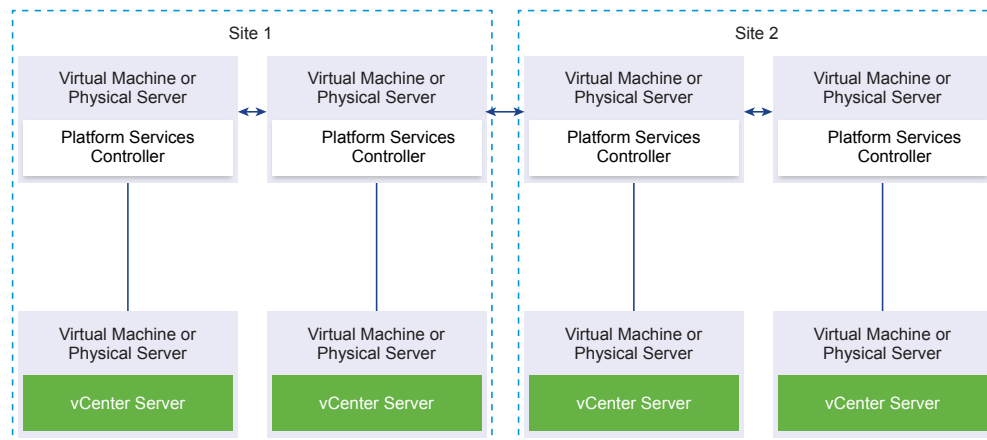 Site 1
Site 2
Virtual Machine or
Physical Server
Platform Services
Controller
Virtual Machine or
Physical Server
Platform Services
Controller
Virtual Machine or
Physical Server
Platform Services
Controller
Virtual Machine or
Physical Server
Platform Services
Controller
Virtual Machine or
Physical Server
vCenter Server
Virtual Machine or
Physical Server
vCenter Server
Virtual Machine or
Physical Server
vCenter Server
Virtual Machine or
Physical Server
vCenter Server